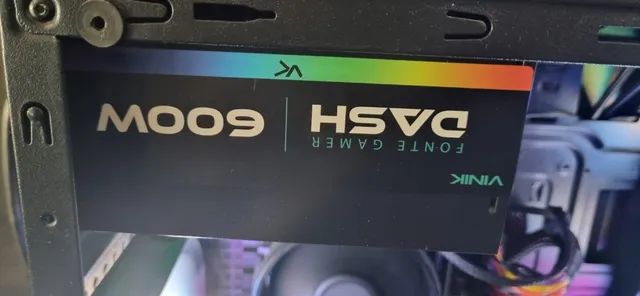 VINIK
FONTE GAMER
DASH
600W
VK